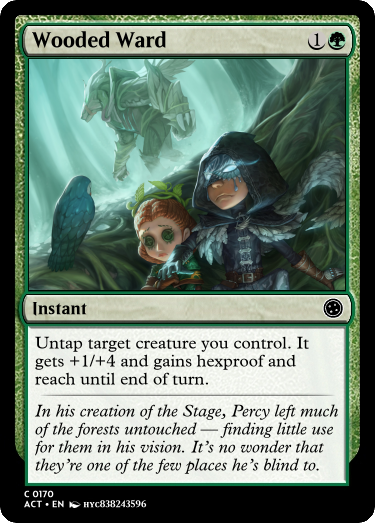 Wooded Ward
1
Instant
Untap target creature you control. It
gets +1/+4 and gains hexproof and
reach until end of turn.
In his creation of the Stage, Percy left much
of the forests untouched — finding little use
for them in his vision. It's no wonder that
they're one of the few places he's blind to.
C 0170
ACT • EN HYC838243596